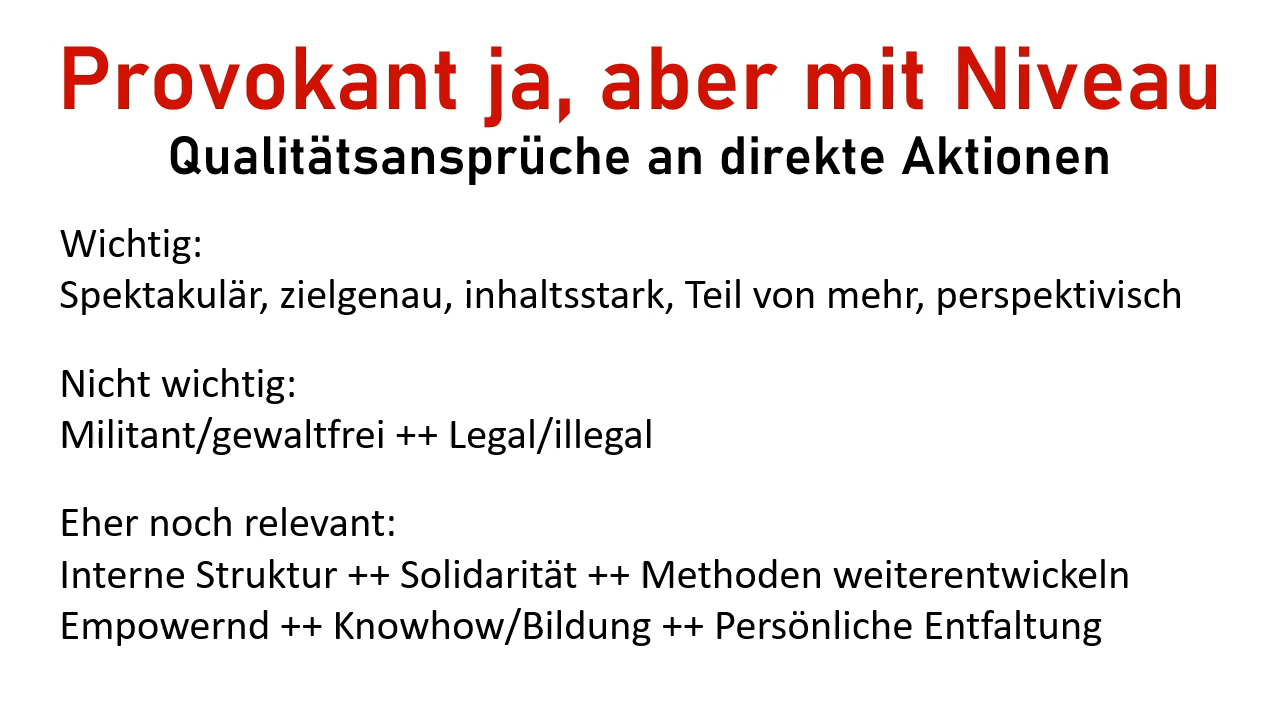 Provokant ja, aber mit Niveau
Qualitätsansprüche an direkte Aktionen
Wichtig:
Spektakulär, zielgenau, inhaltsstark, Teil von mehr, perspektivisch
Nicht wichtig:
Militant/gewaltfrei ++ Legal/illegal
Eher noch relevant:
Interne Struktur ++ Solidarität ++ Methoden weiterentwickeln
Empowernd ++ Knowhow/Bildung ++ Persönliche Entfaltung